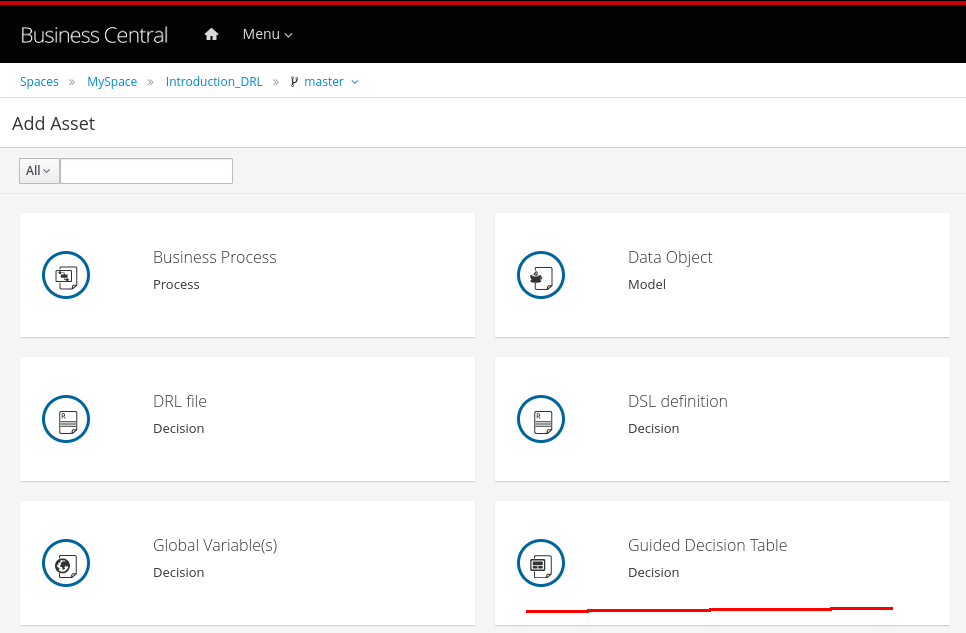 Business Central Menu
Spaces » MySpace » Introduction_DRL » master
Add Asset
All
Business Process
Process
Data Object
Model
DRL file
Decision
DSL definition
Decision
Global Variable(s)
Decision
Guided Decision Table
Decision